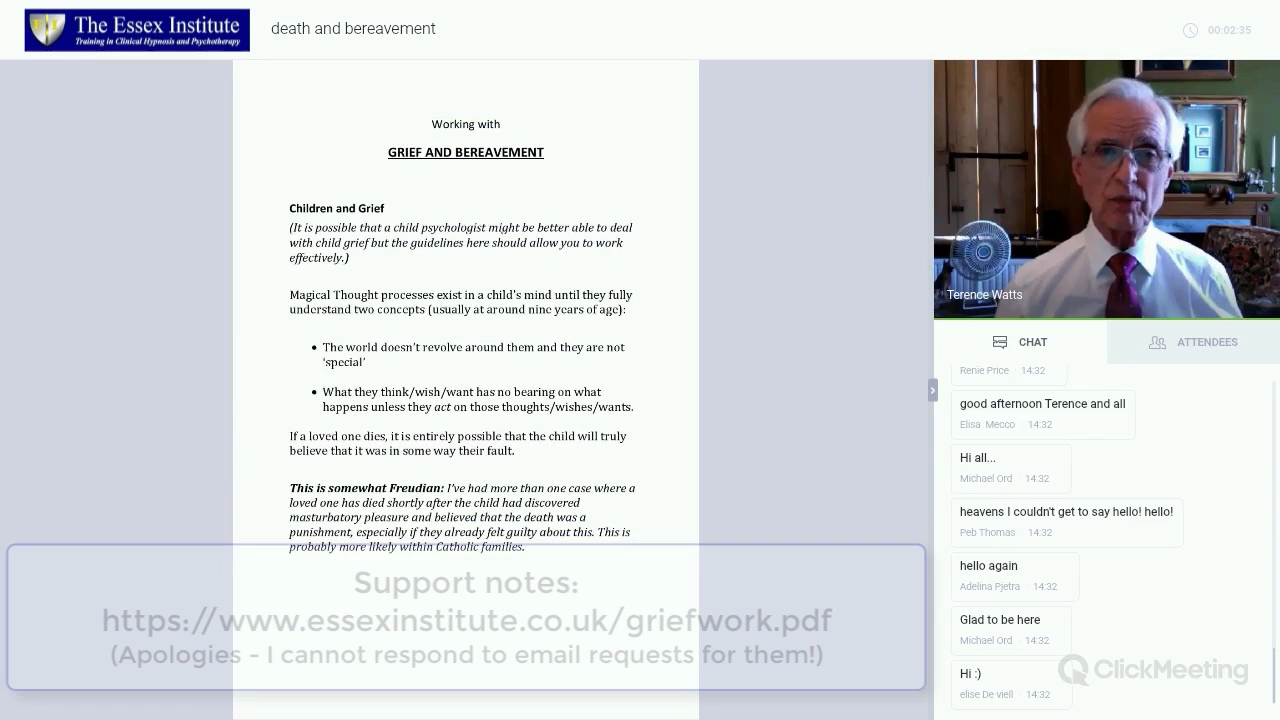 The Essex Institute
Training in Clinical Hypnosis and Psychotherapy
death and bereavement
00:02:35
Working with
GRIEF AND BEREAVEMENT
Children and Grief
(It is possible that a child psychologist might be better able to deal
with child grief but the guidelines here should allow you to work
effectively.)
Magical Thought processes exist in a child's mind until they fully
understand two concepts (usually at around nine years of age):
• The world doesn't revolve around them and they are not
'special'
• What they think/wish/want has no bearing on what
happens unless they act on those thoughts/wishes/wants.
If a loved one dies, it is entirely possible that the child will truly
believe that it was in some way their fault.
This is somewhat Freudian: I've had more than one case where a
loved one has died shortly after the child had discovered
masturbatory pleasure and believed that the death was a
punishment, especially if they already felt guilty about this. This is
probably more likely within Catholic families.
Support notes:
https://www.essexinstitute.co.uk/griefwork.pdf
(Apologies - I cannot respond to email requests for them!)
Terence Watts
CHAT
ATTENDEES
Renie Price 14:32
good afternoon Terence and all
Elisa Mecco 14:32
Hi all...
Michael Ord 14:32
heavens I couldn't get to say hello! hello!
Peb Thomas 14:32
hello again
Adelina Pjetra 14:32
Glad to be here
Michael Ord 14:32
Hi :)
elise De viell 14:32
ClickMeeting